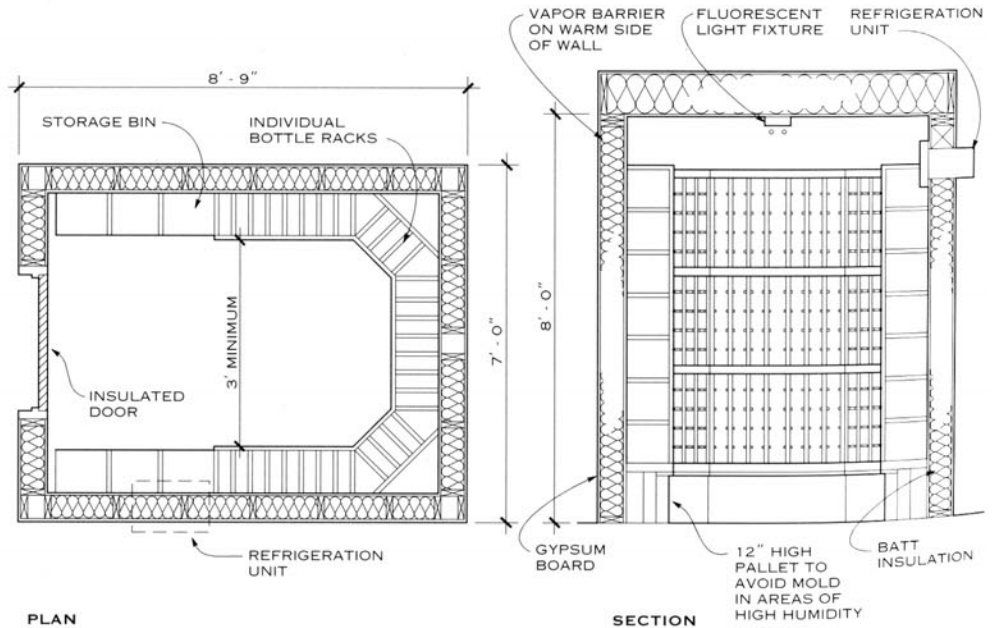 8' - 9"
STORAGE BIN
INDIVIDUAL
BOTTLE RACKS
3' MINIMUM
7' - 0"
INSULATED
DOOR
REFRIGERATION
UNIT
PLAN
VAPOR BARRIER
ON WARM SIDE
OF WALL
FLUORESCENT
LIGHT FIXTURE
REFRIGERATION
UNIT
8' - 0"
GYPSUM
BOARD
12" HIGH
PALLET TO
AVOID MOLD
IN AREAS OF
HIGH HUMIDITY
BATT
INSULATION
SECTION